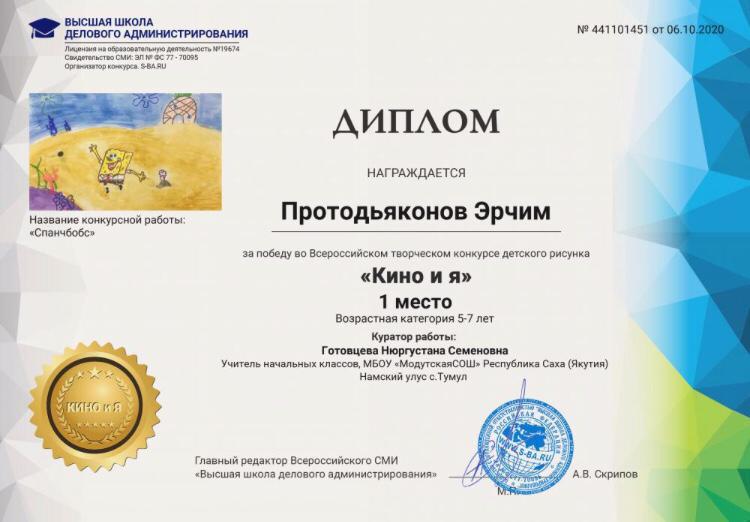 ВЫСШАЯ ШКОЛА
ДЕЛОВОГО АДМИНИСТРИРОВАНИЯ
Лицензия на образовательную деятельность №19674
Свидетельство СМИ: ЭЛ № ФС 77 - 70095
Организатор конкурса. S-BA.RU
№ 441101451 от 06.10.2020
ДИПЛОМ
НАГРАЖДАЕТСЯ
Протодьяконов Эрчим
Название конкурсной работы:
«Спанчбобс»
за победу во Всероссийском творческом конкурсе детского рисунка
«Кино и я»
1 место
Возрастная категория 5-7 лет
Куратор работы:
Готовцева Нюргустана Семеновна
Учитель начальных классов, МБОУ «МодутскаяСОШ» Республика Саха (Якутия)
Намский улус с.Тумул
КИНО и Я
WWW.S-BA.RU
Главный редактор Всероссийского СМИ
«Высшая школа делового администрирования»
А.В. Скрипов
М.П.